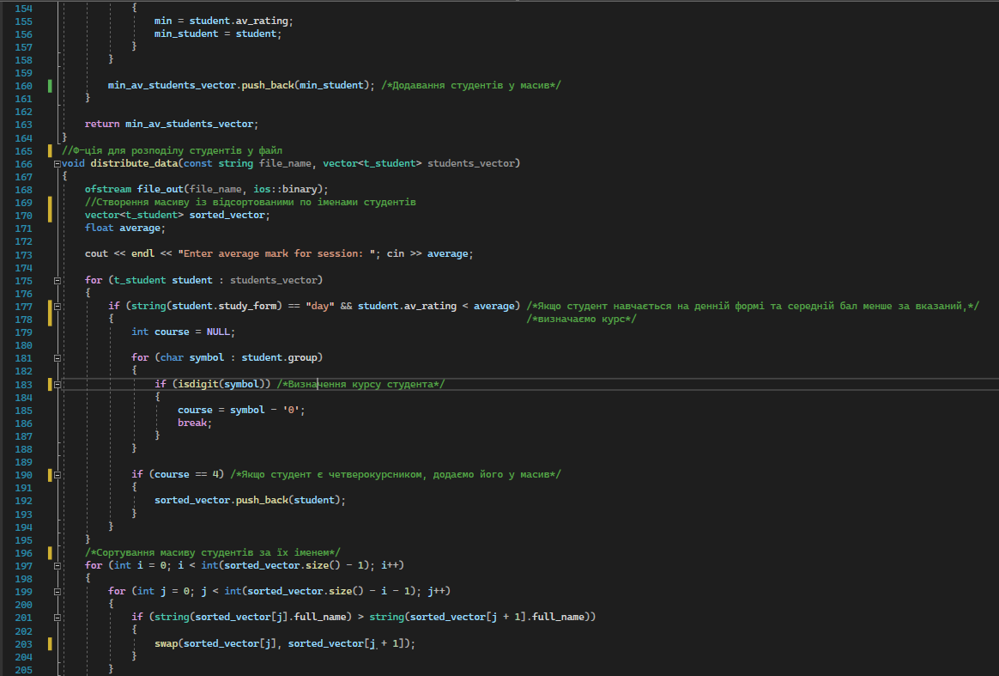 154 {
155 min = student.av_rating;
156 min_student = student;
157 }
158 }
159
160 min_av_students_vector.push_back(min_student); /*Додавання студентів у масив*/
161 }
162
163 return min_av_students_vector;
164 }
165 //Ф-ція для розподілу студентів у файл
166 void distribute_data(const string file_name, vector<t_student> students_vector)
167 {
168 ofstream file_out(file_name, ios::binary);
169 //Створення масиву із відсортованими по іменами студентів
170 vector<t_student> sorted_vector;
171 float average;
172
173 cout << endl << "Enter average mark for session: "; cin >> average;
174
175 for (t_student student : students_vector)
176 {
177 if (string(student.study_form) == "day" && student.av_rating < average) /*Якщо студент навчається на денній формі та середній бал менше за вказаний,*/
178 { /*визначаємо курс*/
179 int course = NULL;
180
181 for (char symbol : student.group)
182 {
183 if (isdigit(symbol)) /*Визначення курсу студента*/
184 {
185 course = symbol - '0';
186 break;
187 }
188 }
189
190 if (course == 4) /*Якщо студент є четверокурсником, додаємо його у масив*/
191 {
192 sorted_vector.push_back(student);
193 }
194 }
195 }
196 /*Сортування масиву студентів за їх іменем*/
197 for (int i = 0; i < int(sorted_vector.size() - 1); i++)
198 {
199 for (int j = 0; j < int(sorted_vector.size() - i - 1); j++)
200 {
201 if (string(sorted_vector[j].full_name) > string(sorted_vector[j + 1].full_name))
202 {
203 swap(sorted_vector[j], sorted_vector[j + 1]);
204 }
205 }